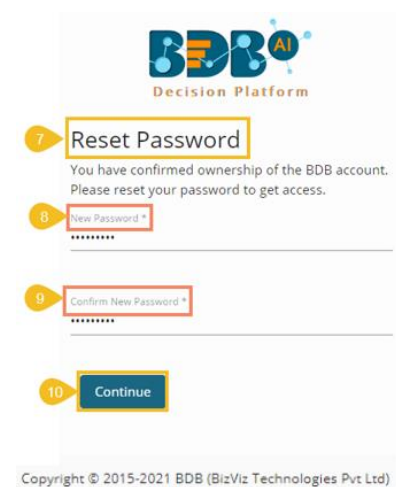 BDB AI
Decision Platform
7 Reset Password
You have confirmed ownership of the BDB account.
Please reset your password to get access.
8 New Password *
•••••••••
9 Confirm New Password *
•••••••••
10 Continue
Copyright © 2015-2021 BDB (BizViz Technologies Pvt Ltd)